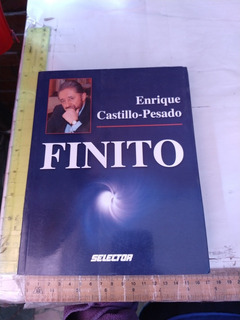 Enrique
Castillo-Pesado
FINITO
SELECTOR